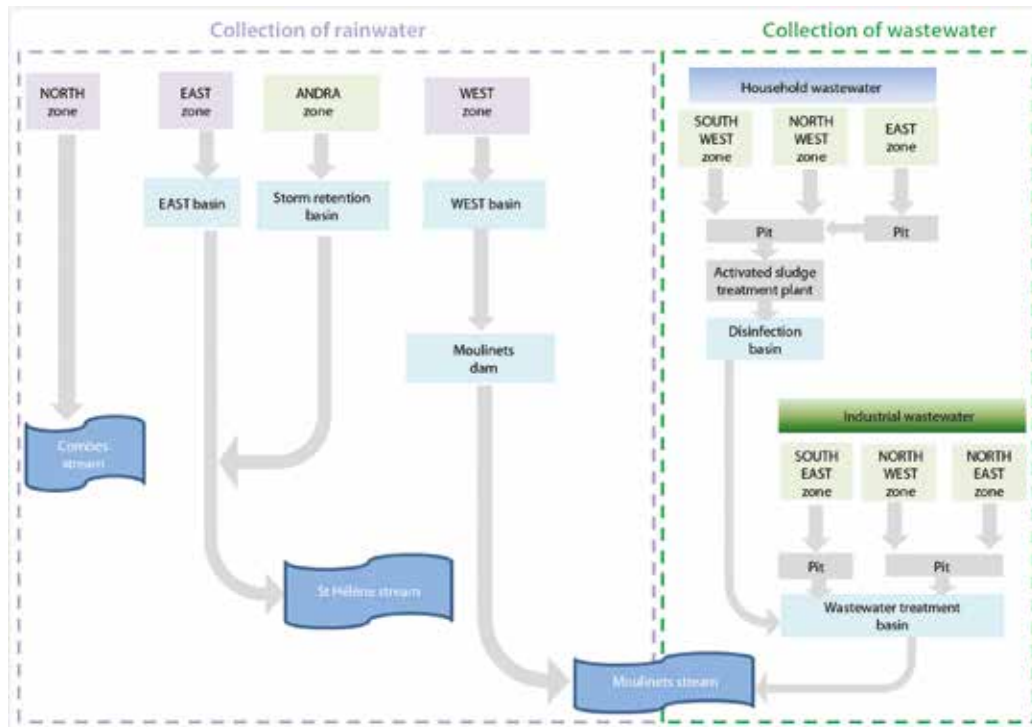 Collection of rainwater
Collection of wastewater
NORTH
zone
EAST
zone
ANDRA
zone
WEST
zone
Household wastewater
SOUTH
WEST
zone
NORTH
WEST
zone
EAST
zone
EAST basin
Storm retention
basin
WEST basin
Pit
Pit
Activated sludge
treatment plant
Disinfection
basin
Moulinets
dam
Industrial wastewater
Combes
stream
SOUTH
EAST
zone
NORTH
WEST
zone
NORTH
EAST
zone
Pit
Pit
St Hélène stream
Wastewater treatment
basin
Moulinets stream